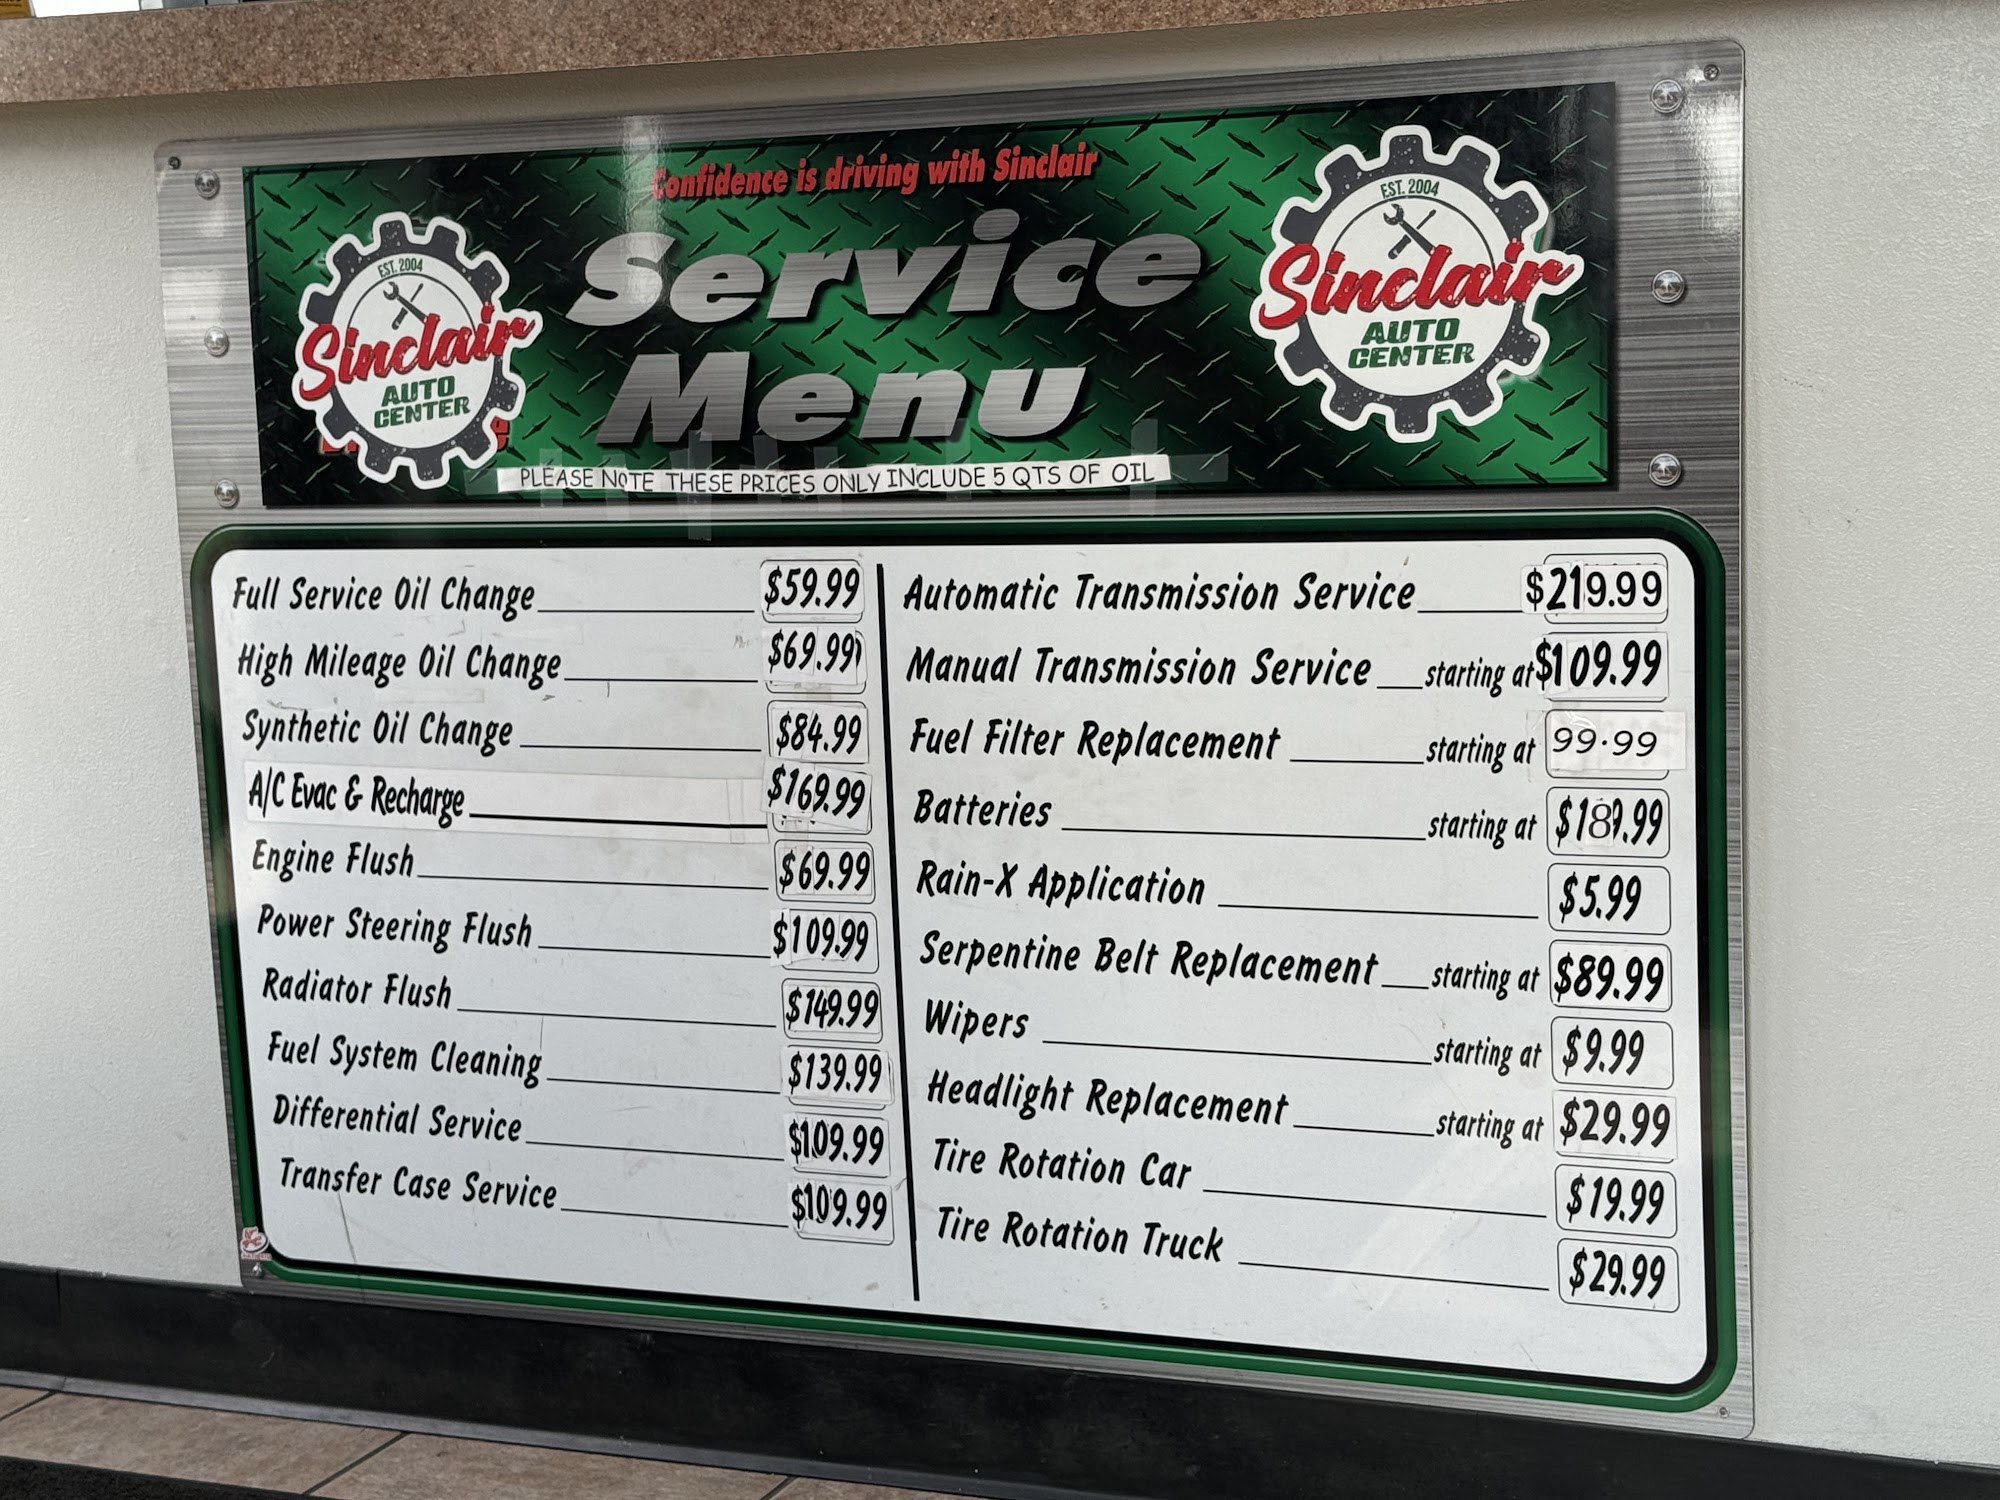 Confidence is driving with Sinclair
Service
Menu
EST. 2004
Sinclair
AUTO
CENTER
EST. 2004
Sinclair
AUTO
CENTER
PLEASE NOTE THESE PRICES ONLY INCLUDE 5 QTS OF OIL
Full Service Oil Change $59.99
High Mileage Oil Change $69.99
Synthetic Oil Change $84.99
A/C Evac & Recharge $169.99
Engine Flush $69.99
Power Steering Flush $109.99
Radiator Flush $149.99
Fuel System Cleaning $139.99
Differential Service $109.99
Transfer Case Service $109.99
Automatic Transmission Service $219.99
Manual Transmission Service starting at $109.99
Fuel Filter Replacement starting at 99.99
Batteries starting at $189.99
Rain-X Application $5.99
Serpentine Belt Replacement starting at $89.99
Wipers starting at $9.99
Headlight Replacement starting at $29.99
Tire Rotation Car $19.99
Tire Rotation Truck $29.99